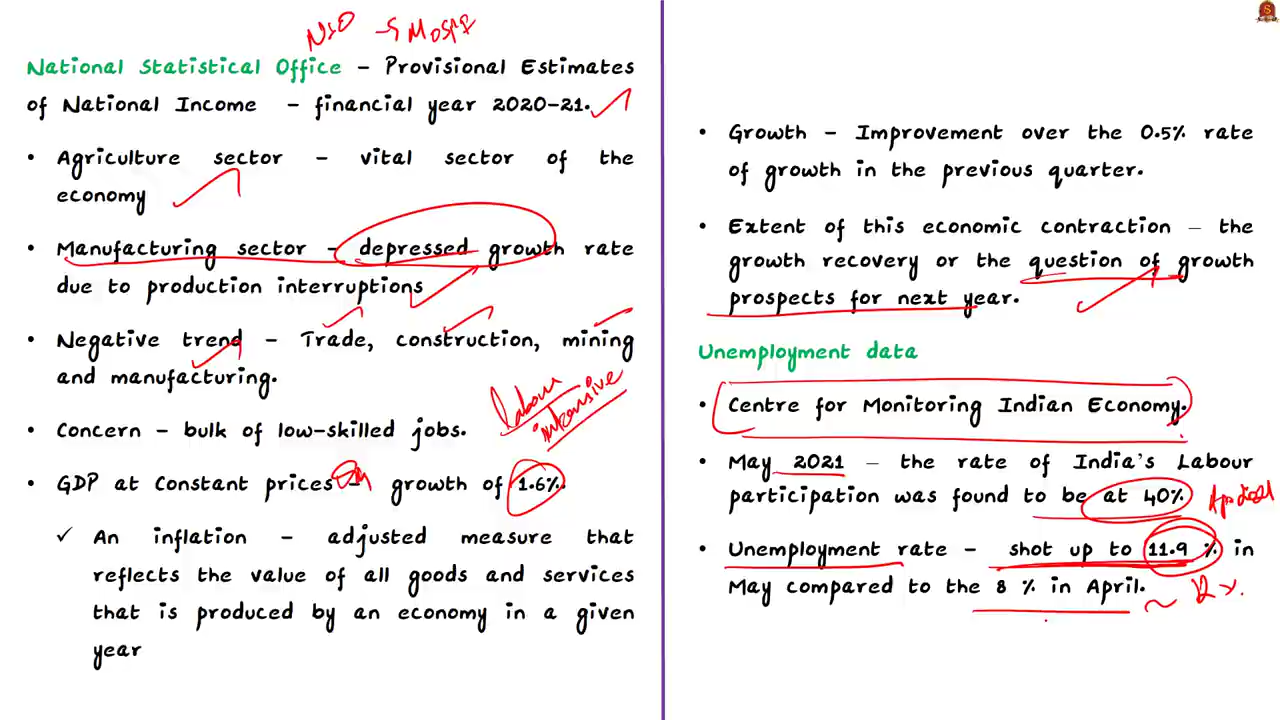 NSO → MOSPI
National Statistical Office – Provisional Estimates
of National Income – financial year 2020-21.
• Agriculture sector – vital sector of the
economy
• Manufacturing sector – depressed growth rate
due to production interruptions
• Negative trend – Trade, construction, mining
and manufacturing.
labour
intensive
• Concern – bulk of low-skilled jobs.
• GDP at Constant prices – growth of 1.6%.
✓ An inflation – adjusted measure that
reflects the value of all goods and services
that is produced by an economy in a given
year
• Growth – Improvement over the 0.5% rate
of growth in the previous quarter.
• Extent of this economic contraction – the
growth recovery or the question of growth
prospects for next year.
Unemployment data
• Centre for Monitoring Indian Economy.
• May 2021 – the rate of India's Labour
participation was found to be at 40%
• Unemployment rate – shot up to 11.9 % in
May compared to the 8 % in April.